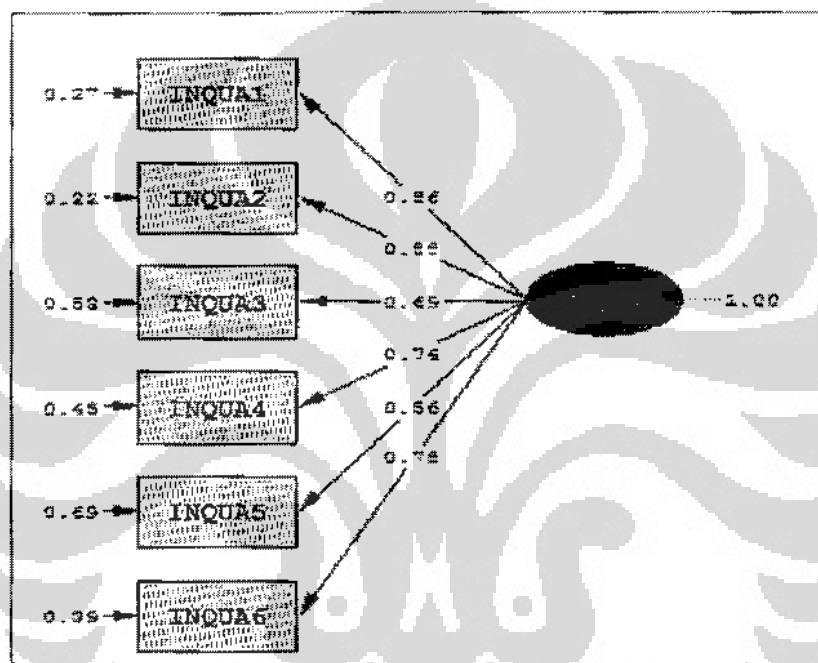 0.27 INQUA1
0.86
0.22 INQUA2
0.88
0.58 INQUA3 0.65 1.00
0.74
0.45 INQUA4 0.56
0.78
0.69 INQUA5
0.39 INQUA6